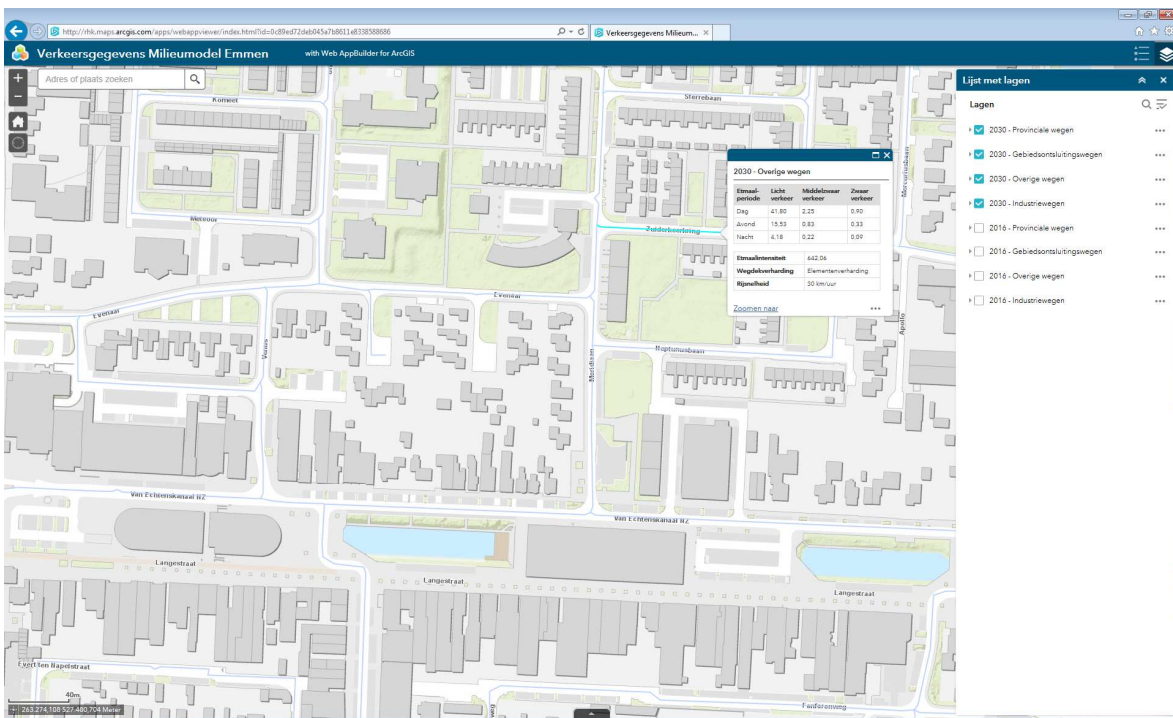 http://rhk.maps.arcgis.com/apps/webappviewer/index.html?id=0c89ed72deb045a7b8611e8338588686
Verkeersgegevens Milieum...
Verkeersgegevens Milieumodel Emmen
with Web AppBuilder for ArcGIS
Adres of plaats zoeken
Lijst met lagen
Lagen
2030 - Provinciale wegen
2030 - Gebiedsontsluitingswegen
2030 - Overige wegen
2030 - Industriewegen
2016 - Provinciale wegen
2016 - Gebiedsontsluitingswegen
2016 - Overige wegen
2016 - Industriewegen
Komeet
Sterrebaan
Mercuriusbaan
2030 - Overige wegen
Etmaal-periode Licht verkeer Middelzwaar verkeer Zwaar verkeer
Dag 41,80 2,25 0,90
Avond 15,53 0,83 0,33
Nacht 4,18 0,22 0,09
Etmaalintensiteit 642,06
Wegdekverharding Elementenverharding
Rijsnelheid 30 km/uur
Zoomen naar
Meteoor
Zuiderkeerkring
Evenaar
Evenaar
Venus
Meridiaan
Neptunusbaan
Apollo
Van Echtenskanaal NZ
Van Echtenskanaal NZ
Langestraat
Langestraat
Langestraat
Evert ten Napelstraat
Fanfareweg
40m
263.274,108 527.480,704 Meter